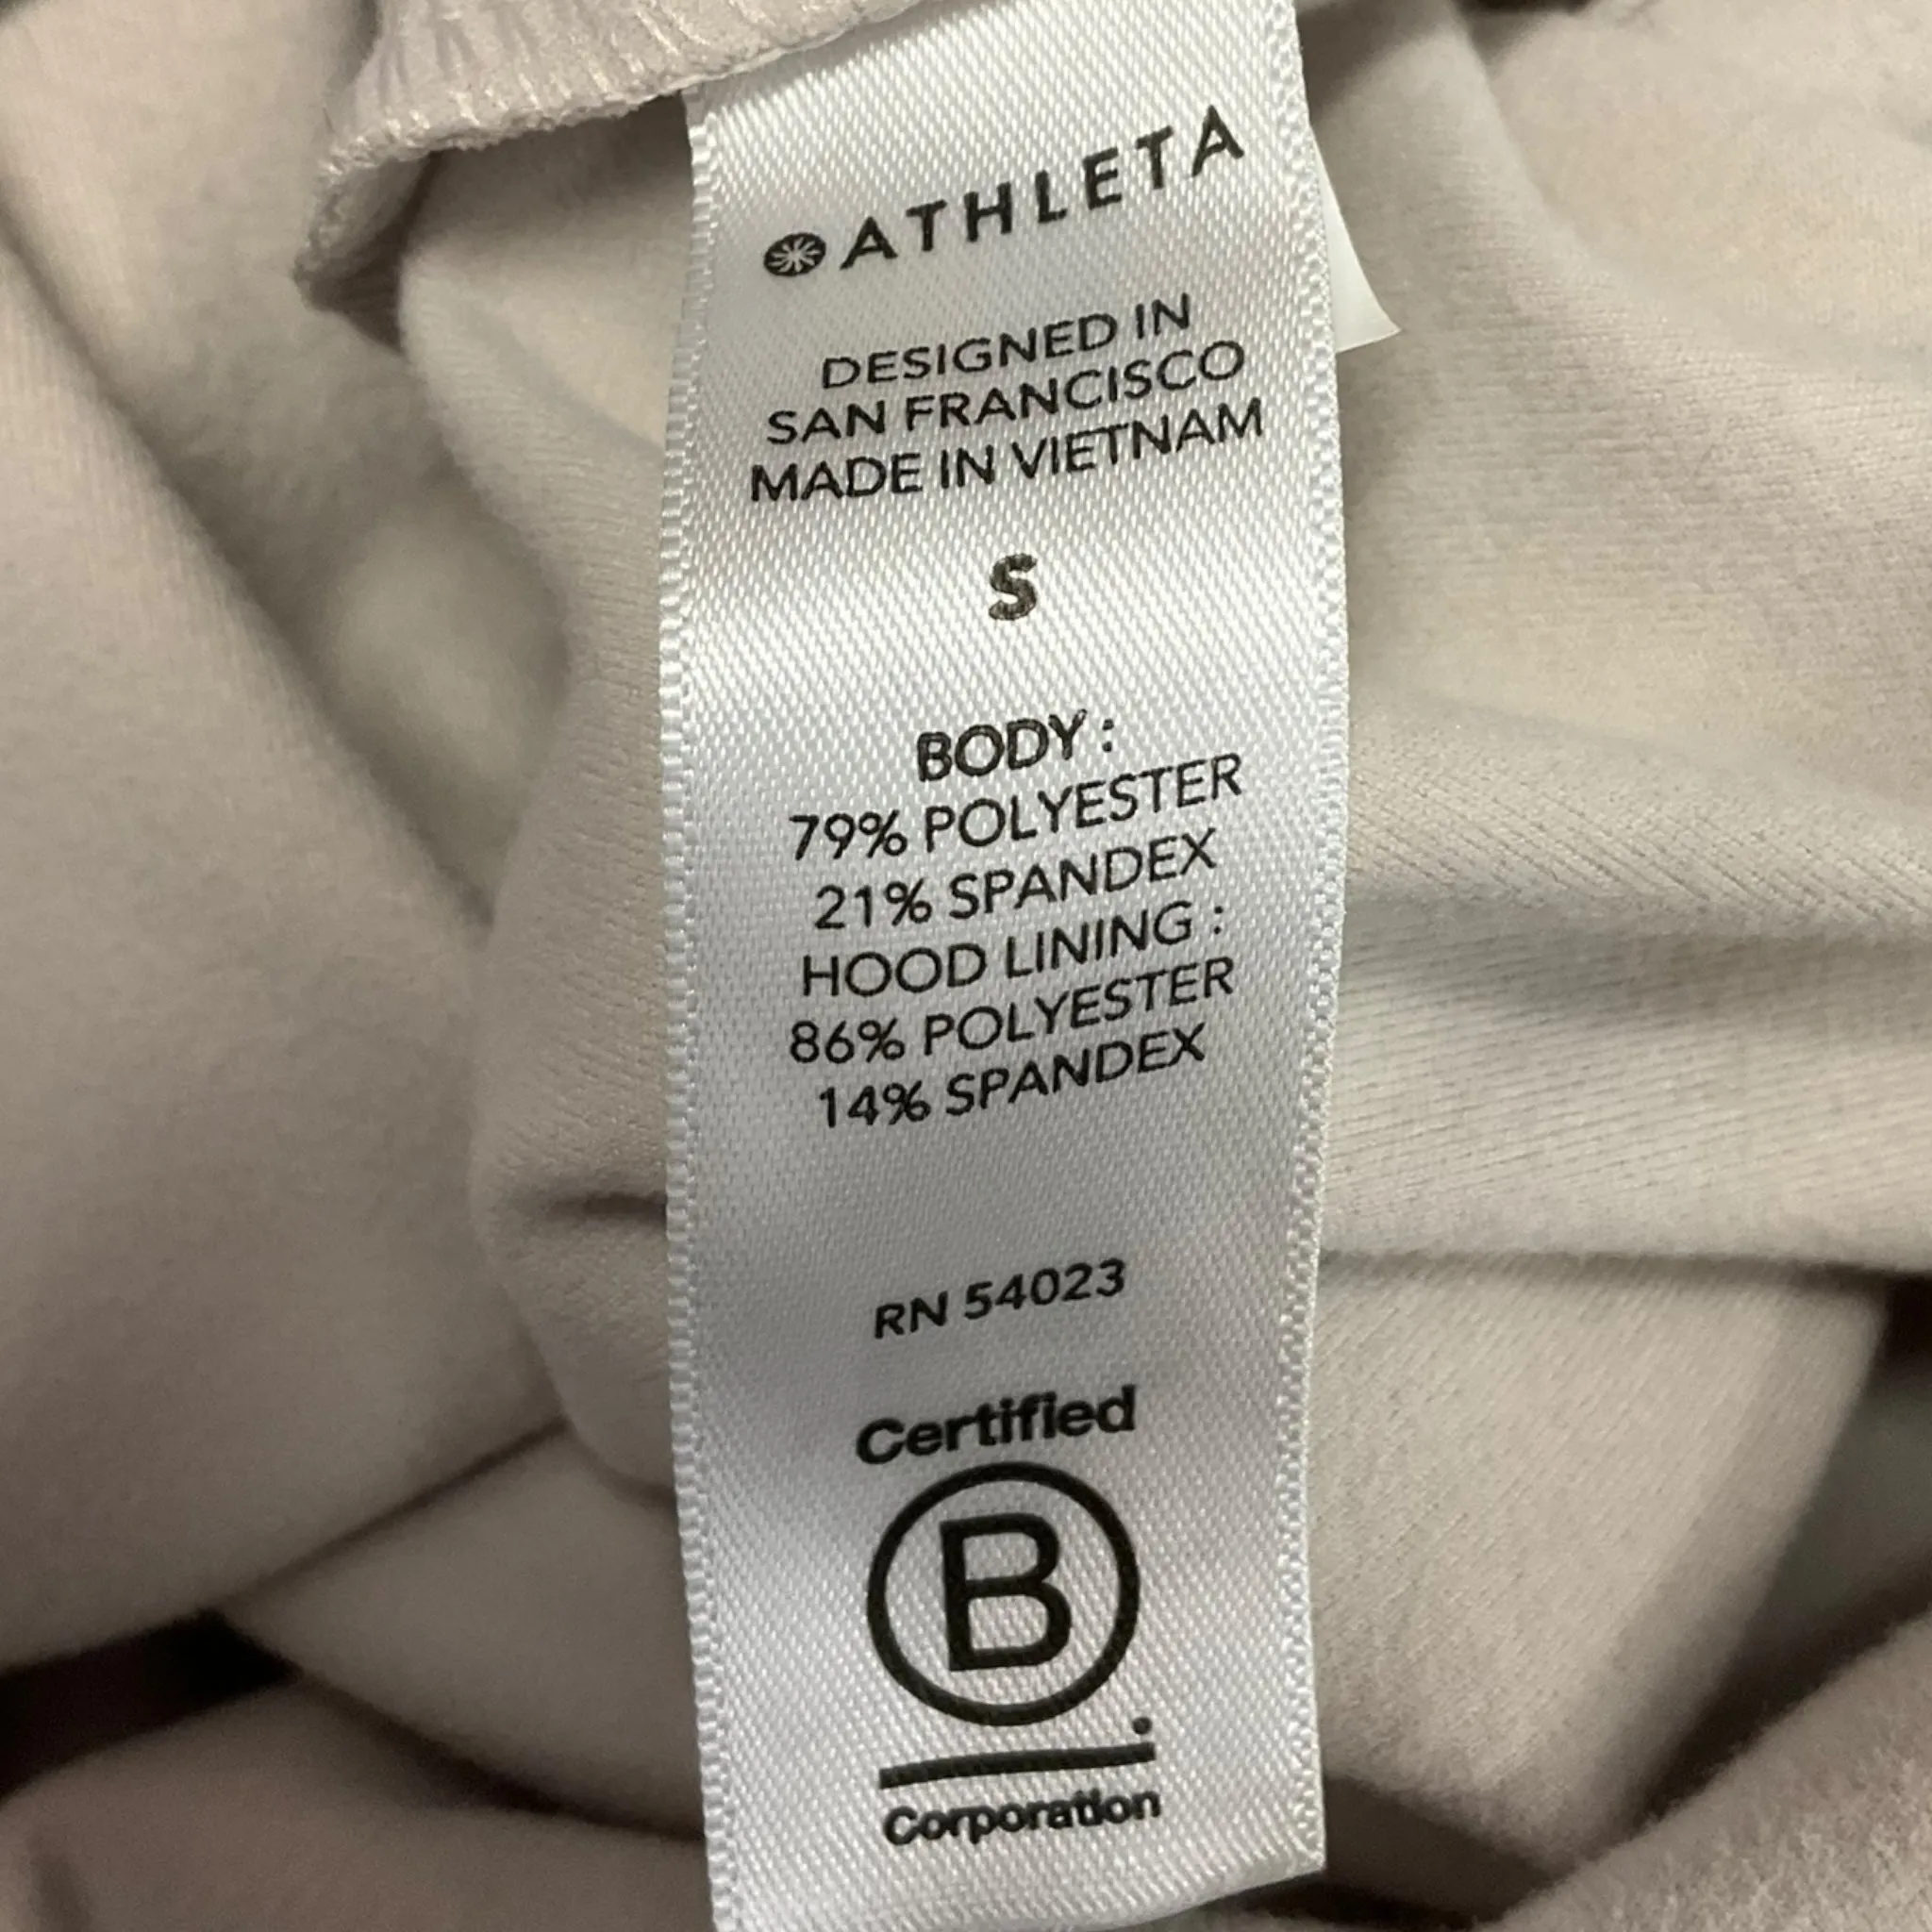 ATHLETA
DESIGNED IN
SAN FRANCISCO
MADE IN VIETNAM
S
BODY :
79% POLYESTER
21% SPANDEX
HOOD LINING :
86% POLYESTER
14% SPANDEX
RN 54023
Certified
B
Corporation